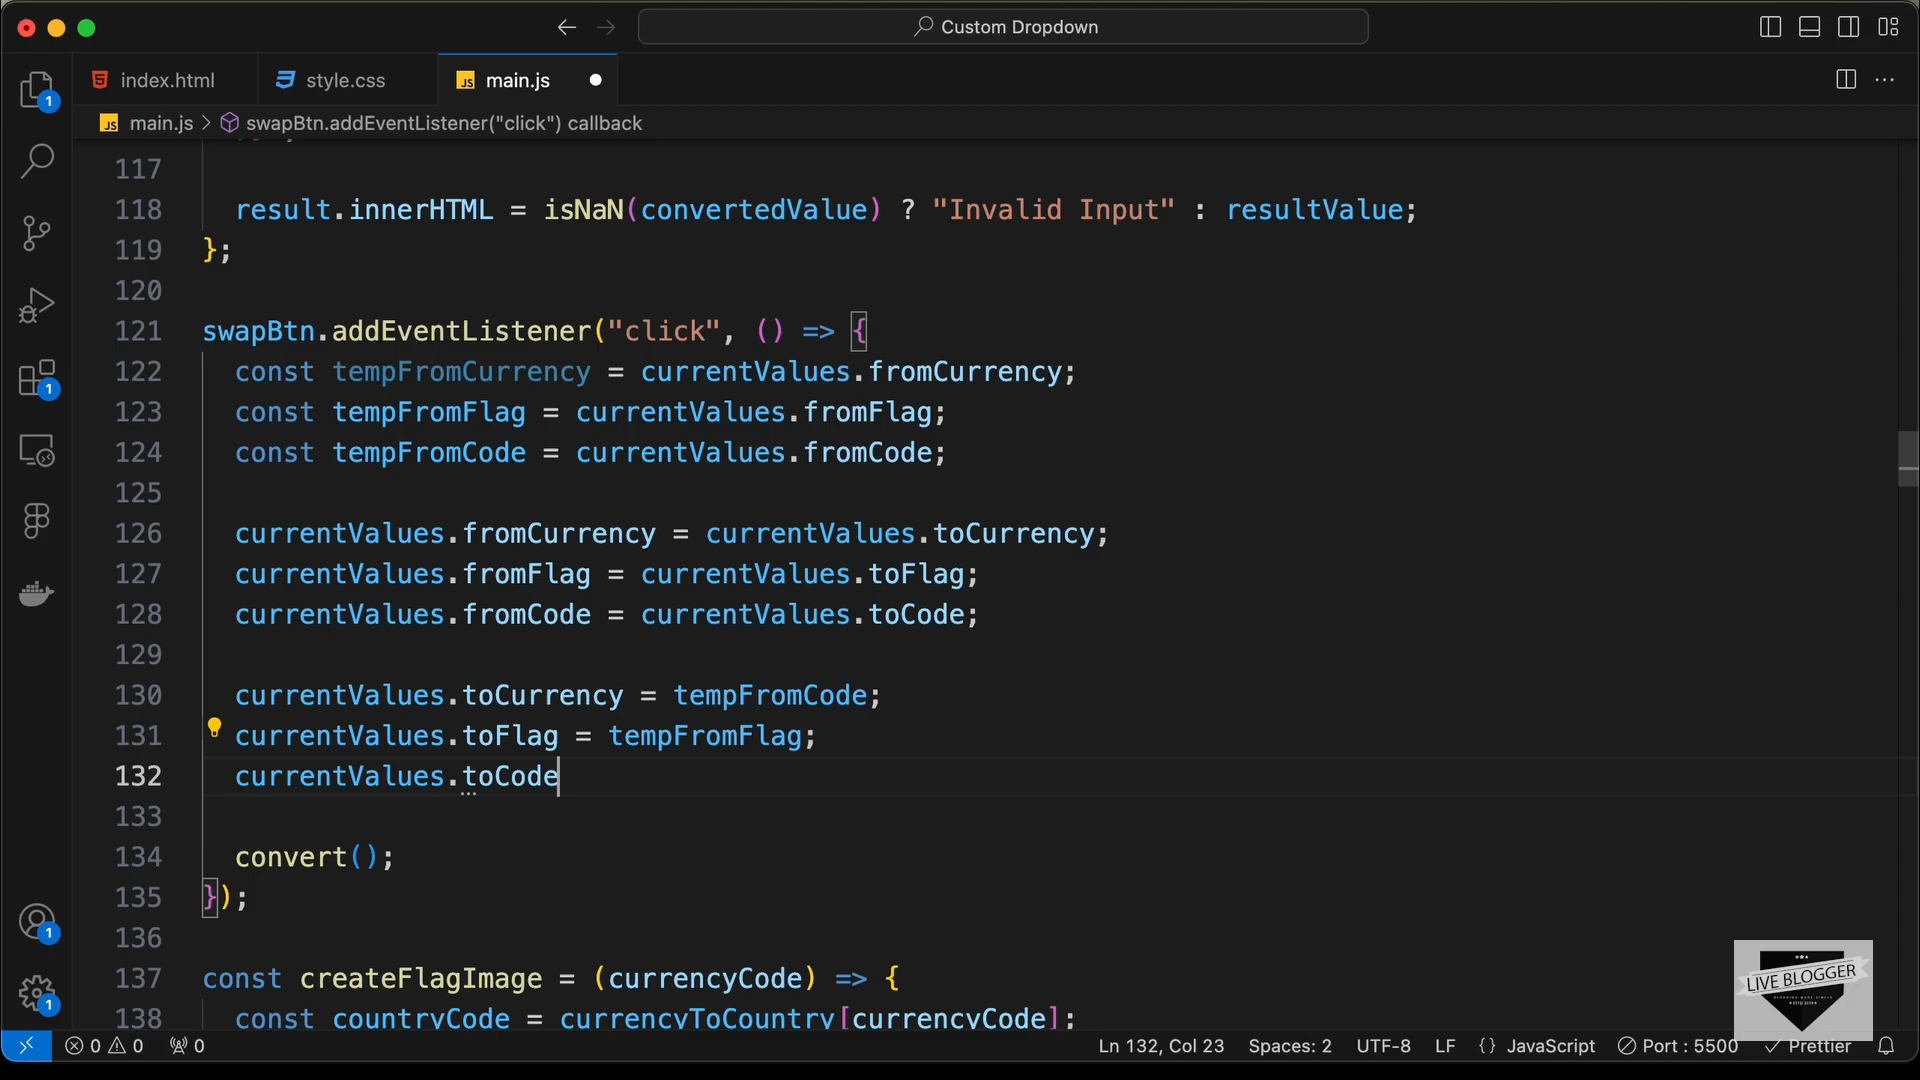 Custom Dropdown
index.html style.css main.js
main.js > swapBtn.addEventListener("click") callback
117
118 result.innerHTML = isNaN(convertedValue) ? "Invalid Input" : resultValue;
119 };
120
121 swapBtn.addEventListener("click", () => {
122 const tempFromCurrency = currentValues.fromCurrency;
123 const tempFromFlag = currentValues.fromFlag;
124 const tempFromCode = currentValues.fromCode;
125
126 currentValues.fromCurrency = currentValues.toCurrency;
127 currentValues.fromFlag = currentValues.toFlag;
128 currentValues.fromCode = currentValues.toCode;
129
130 currentValues.toCurrency = tempFromCode;
131 currentValues.toFlag = tempFromFlag;
132 currentValues.toCode
133
134 convert();
135 });
136
137 const createFlagImage = (currencyCode) => {
138 const countryCode = currencyToCountry[currencyCode];
1
1
1
1
LIVE BLOGGER
0 0 0 Ln 132, Col 23 Spaces: 2 UTF-8 LF {} JavaScript Port : 5500 Prettier